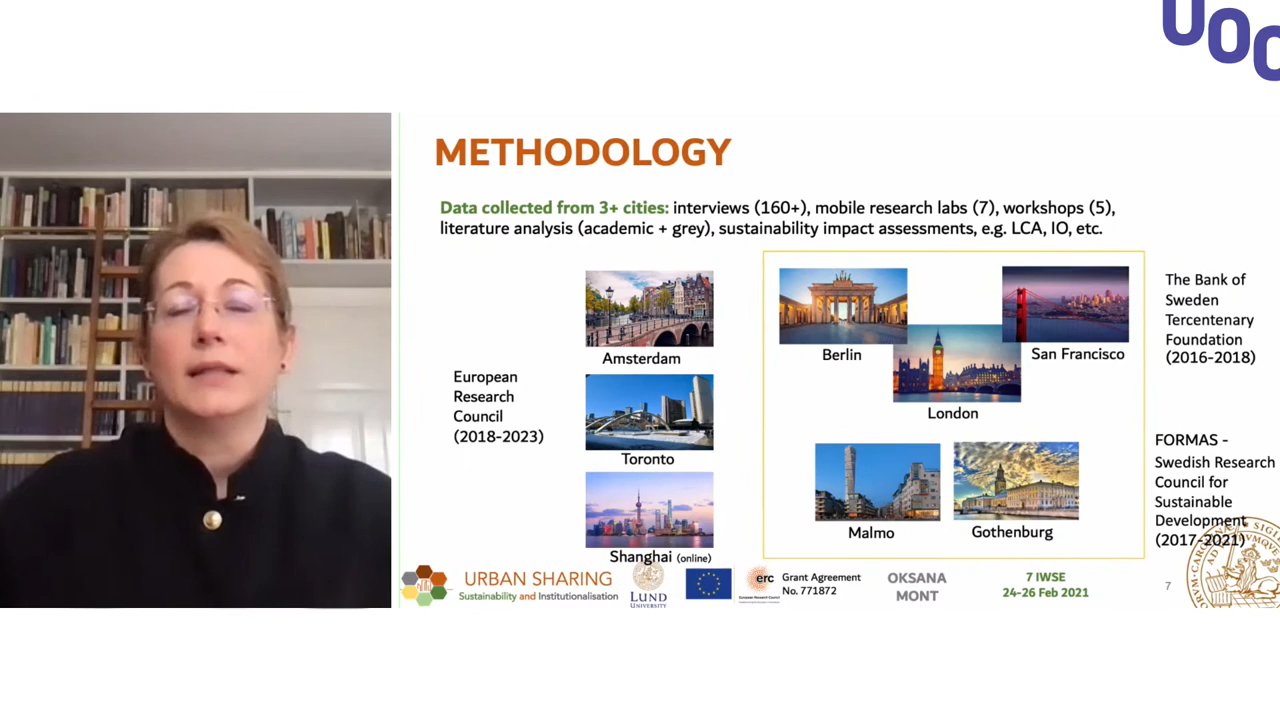 UOC
METHODOLOGY
Data collected from 3+ cities: interviews (160+), mobile research labs (7), workshops (5),
literature analysis (academic + grey), sustainability impact assessments, e.g. LCA, IO, etc.
European
Research
Council
(2018-2023)
Amsterdam
Toronto
Shanghai (online)
Berlin
San Francisco
London
Malmo
Gothenburg
The Bank of
Sweden
Tercentenary
Foundation
(2016-2018)
FORMAS -
Swedish Research
Council for
Sustainable
Development
(2017-2021)
URBAN SHARING
Sustainability and Institutionalisation
LUND
UNIVERSITY
erc
European Research Council
Grant Agreement
No. 771872
OKSANA
MONT
7 IWSE
24-26 Feb 2021
7